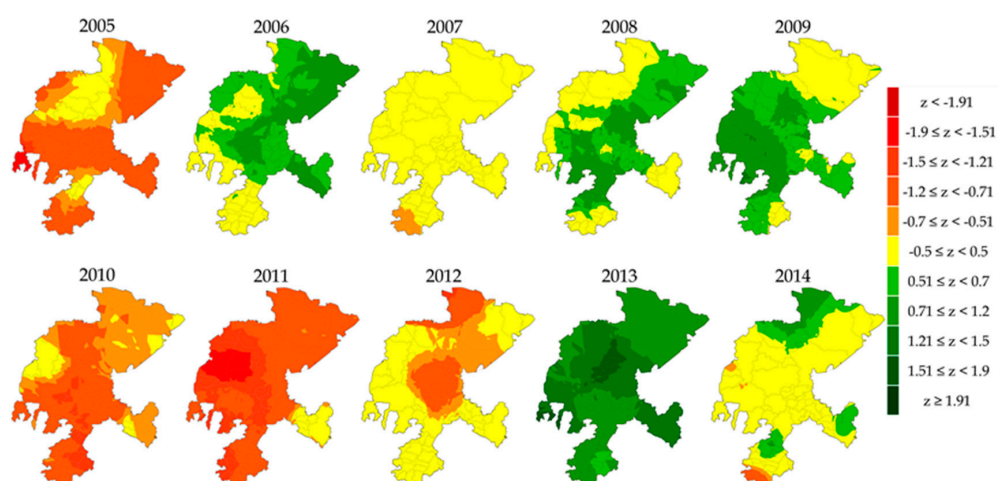 2005
2006
2007
2008
2009
z < -1.91
-1.9 ≤ z < -1.51
-1.5 ≤ z < -1.21
-1.2 ≤ z < -0.71
-0.7 ≤ z < -0.51
-0.5 ≤ z < 0.5
0.51 ≤ z < 0.7
0.71 ≤ z < 1.2
1.21 ≤ z < 1.5
1.51 ≤ z < 1.9
z ≥ 1.91
2010
2011
2012
2013
2014